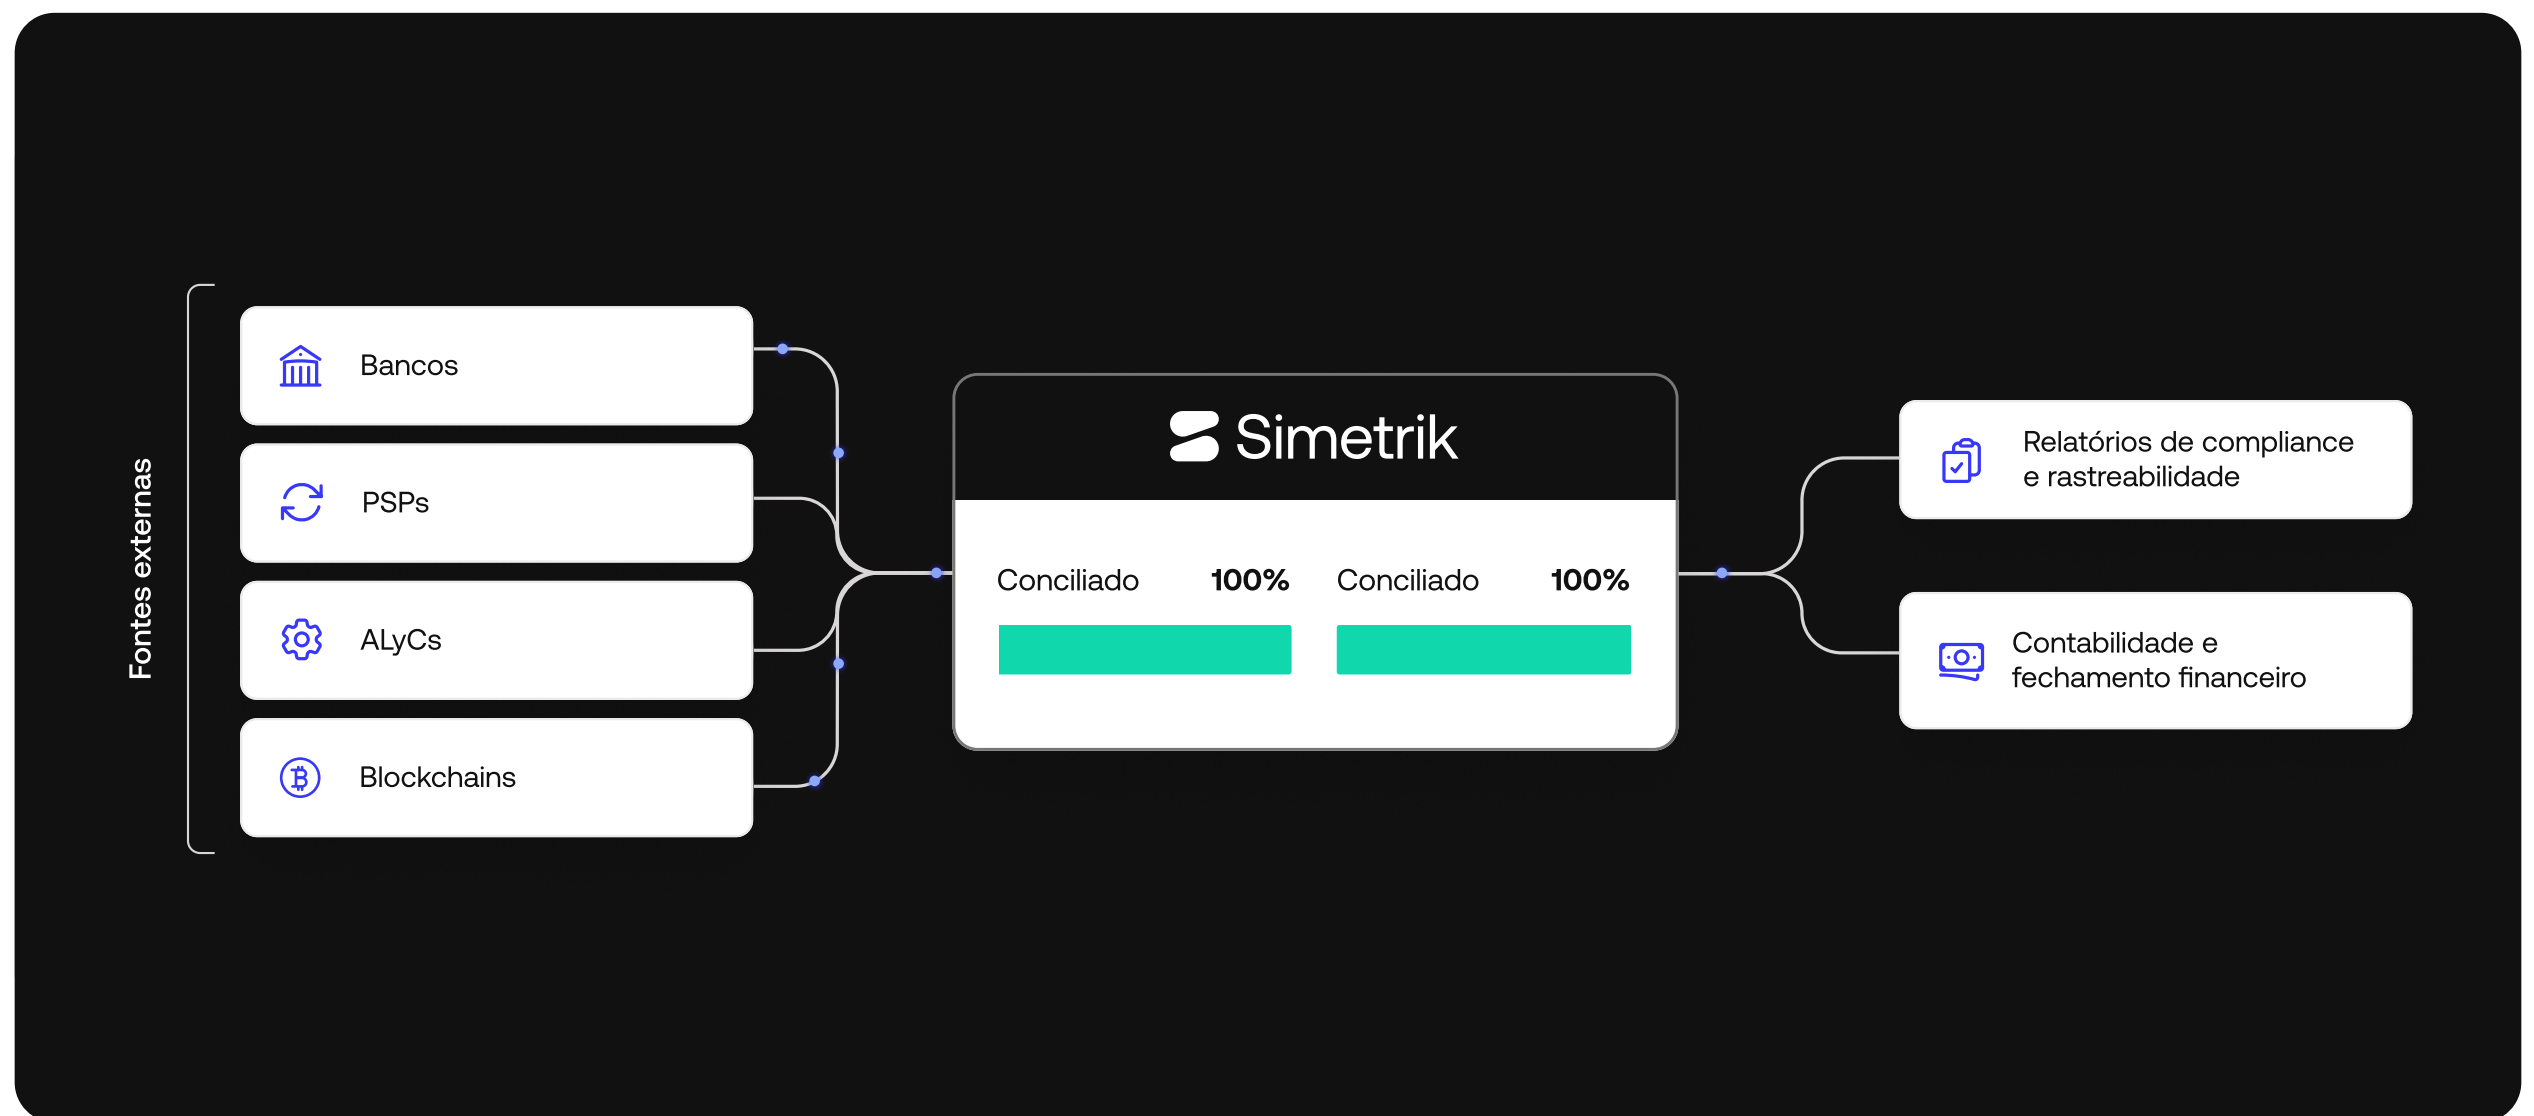 Fontes externas
Bancos
PSPs
ALyCs
Blockchains
Simetrik
Conciliado 100%
Conciliado 100%
Relatórios de compliance
e rastreabilidade
Contabilidade e
fechamento financeiro